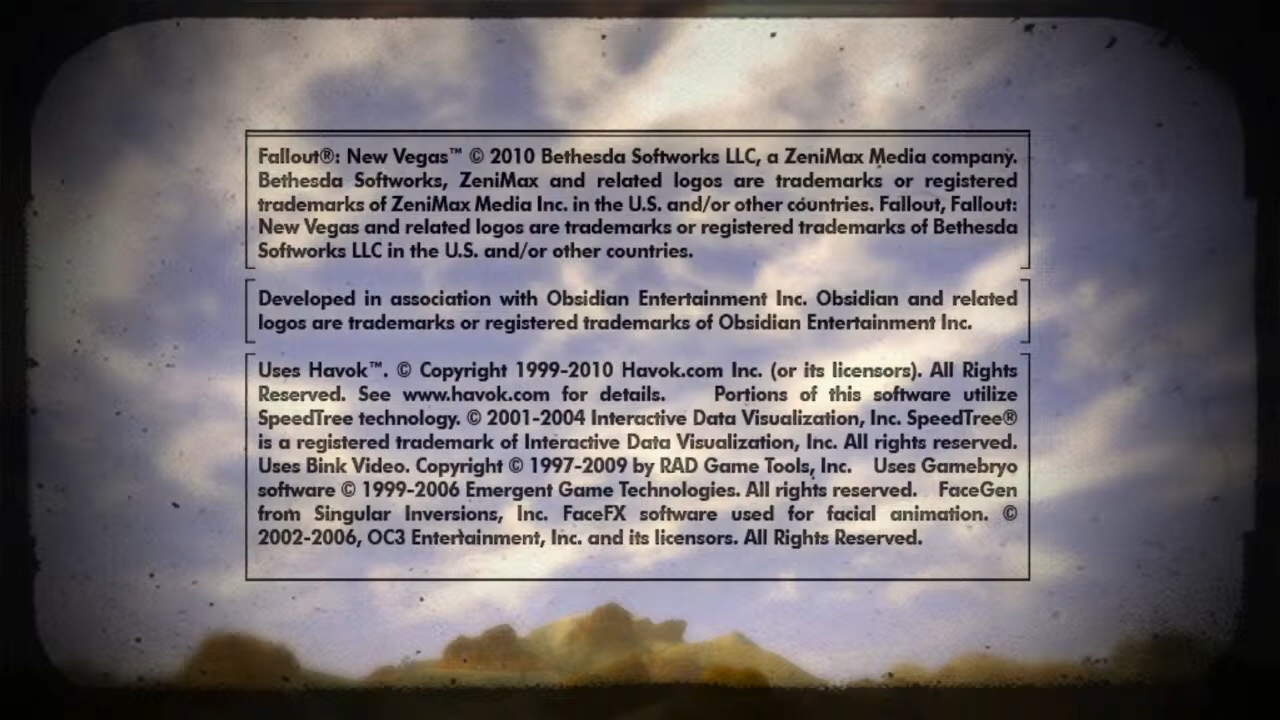 Fallout®: New Vegas™ © 2010 Bethesda Softworks LLC, a ZeniMax Media company.
Bethesda Softworks, ZeniMax and related logos are trademarks or registered
trademarks of ZeniMax Media Inc. in the U.S. and/or other countries. Fallout, Fallout:
New Vegas and related logos are trademarks or registered trademarks of Bethesda
Softworks LLC in the U.S. and/or other countries.
Developed in association with Obsidian Entertainment Inc. Obsidian and related
logos are trademarks or registered trademarks of Obsidian Entertainment Inc.
Uses Havok™. © Copyright 1999-2010 Havok.com Inc. (or its licensors). All Rights
Reserved. See www.havok.com for details. Portions of this software utilize
SpeedTree technology. © 2001-2004 Interactive Data Visualization, Inc. SpeedTree®
is a registered trademark of Interactive Data Visualization, Inc. All rights reserved.
Uses Bink Video. Copyright © 1997-2009 by RAD Game Tools, Inc. Uses Gamebryo
software © 1999-2006 Emergent Game Technologies. All rights reserved. FaceGen
from Singular Inversions, Inc. FaceFX software used for facial animation. ©
2002-2006, OC3 Entertainment, Inc. and its licensors. All Rights Reserved.